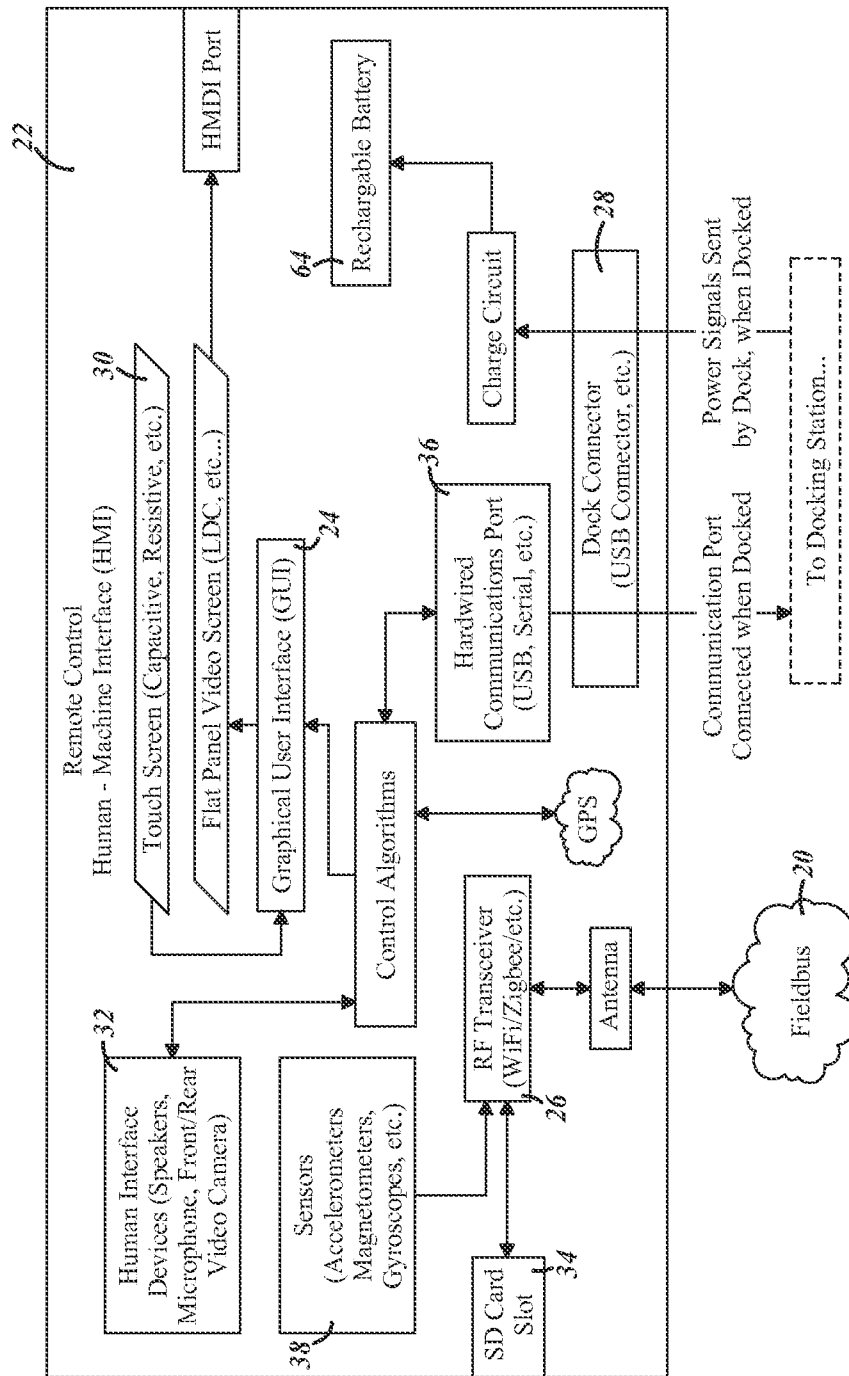 Remote Control
Human - Machine Interface (HMI)
22
HMDI Port
30
Touch Screen (Capacitive, Resistive, etc.)
Flat Panel Video Screen (LDC, etc...)
24
Graphical User Interface (GUI)
32
Human Interface
Devices (Speakers,
Microphone, Front/Rear
Video Camera)
Control Algorithms
64
Rechargable Battery
Sensors
(Accelerometers
Magnetometers,
Gyroscopes, etc.)
38
36
Hardwired
Communications Port
(USB, Serial, etc.)
Charge Circuit
RF Transceiver
(WiFi/Zigbee/etc.)
26
GPS
SD Card
Slot
34
Antenna
28
Dock Connector
(USB Connector, etc.)
Fieldbus
20
Communication Port
Connected when Docked
Power Signals Sent
by Dock, when Docked
To Docking Station...